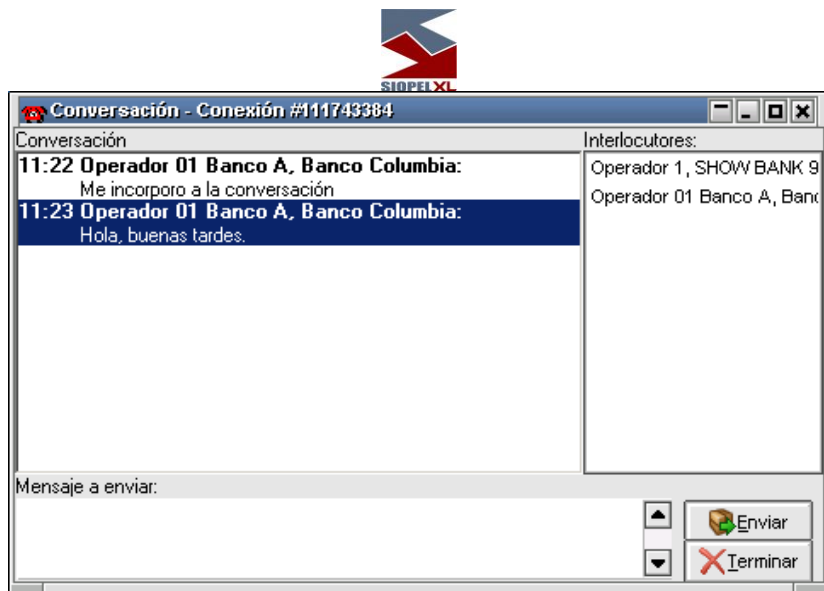 SIOPELXL
Conversación - Conexión #111743384
Conversación
Interlocutores:
11:22 Operador 01 Banco A, Banco Columbia:
Me incorporo a la conversación
11:23 Operador 01 Banco A, Banco Columbia:
Hola, buenas tardes.
Operador 1, SHOW BANK 9
Operador 01 Banco A, Banc
Mensaje a enviar:
Enviar
Terminar